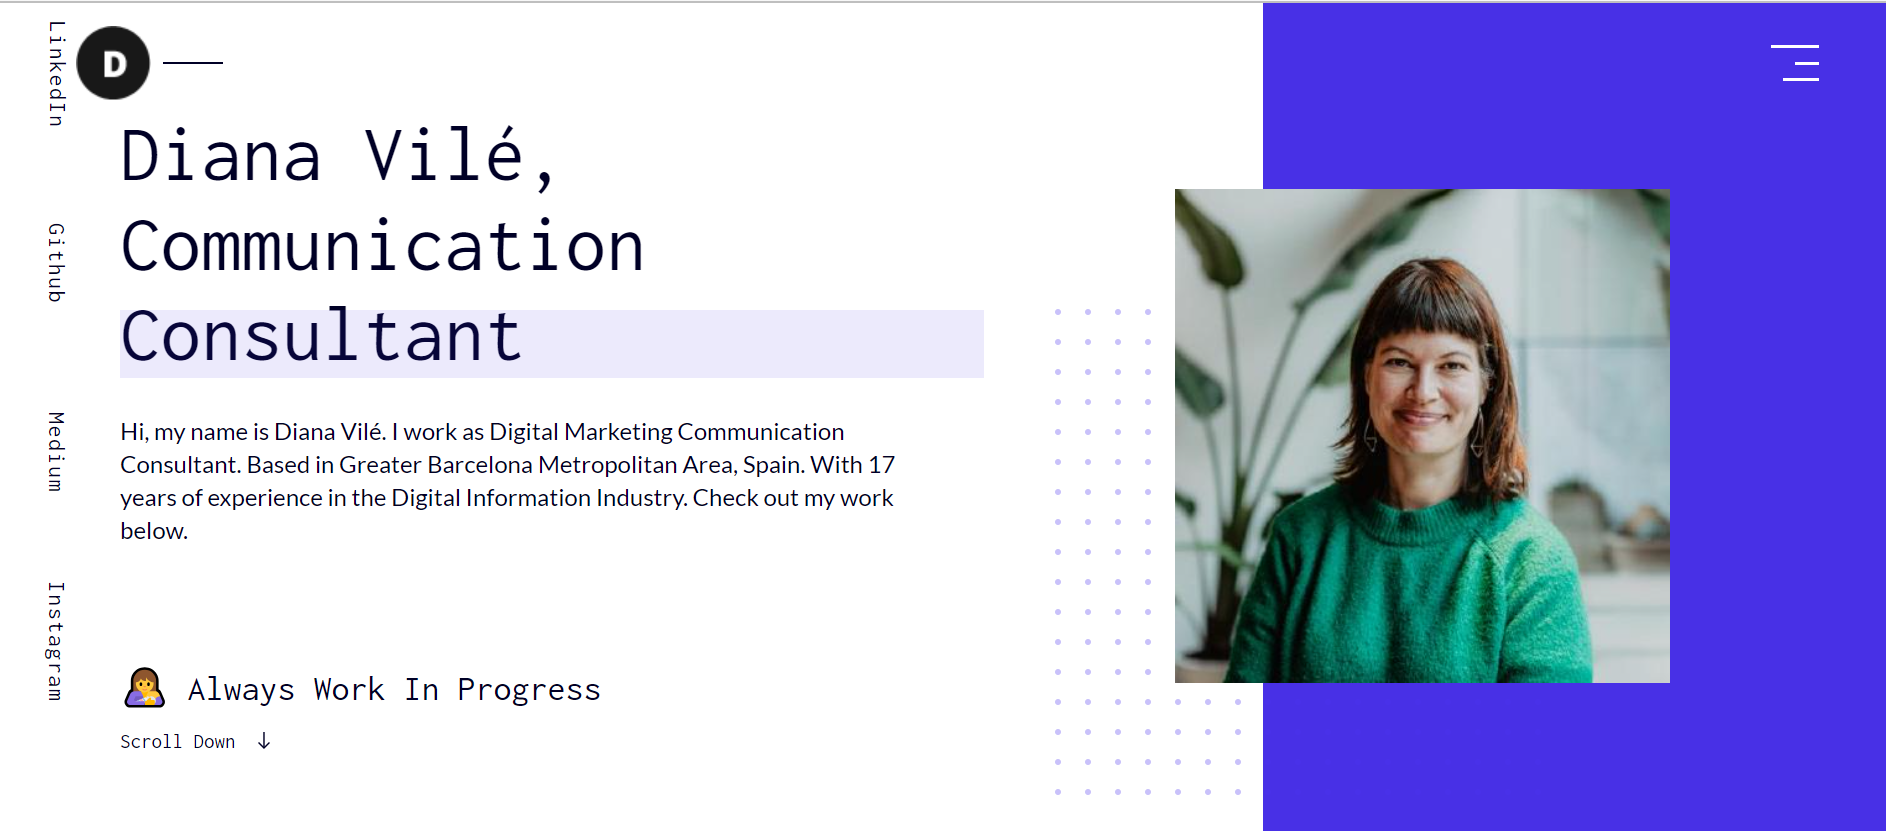 LinkedIn
D
Diana Vilé,
Communication
Consultant
Github
Hi, my name is Diana Vilé. I work as Digital Marketing Communication
Consultant. Based in Greater Barcelona Metropolitan Area, Spain. With 17
years of experience in the Digital Information Industry. Check out my work
below.
Medium
Instagram
Always Work In Progress
Scroll Down ↓